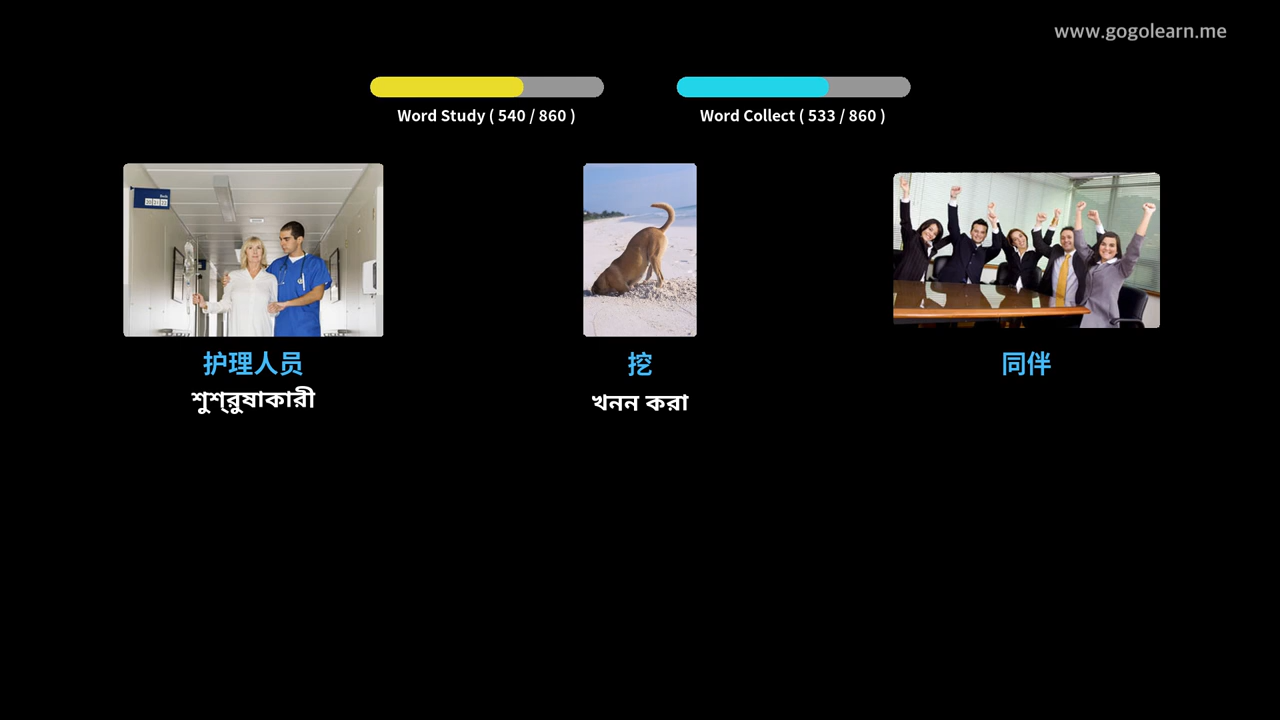 www.gogolearn.me
Word Study ( 540 / 860 )
Word Collect ( 533 / 860 )
护理人员
挖
同伴
শুশ্রুষাকারী
খনন করা